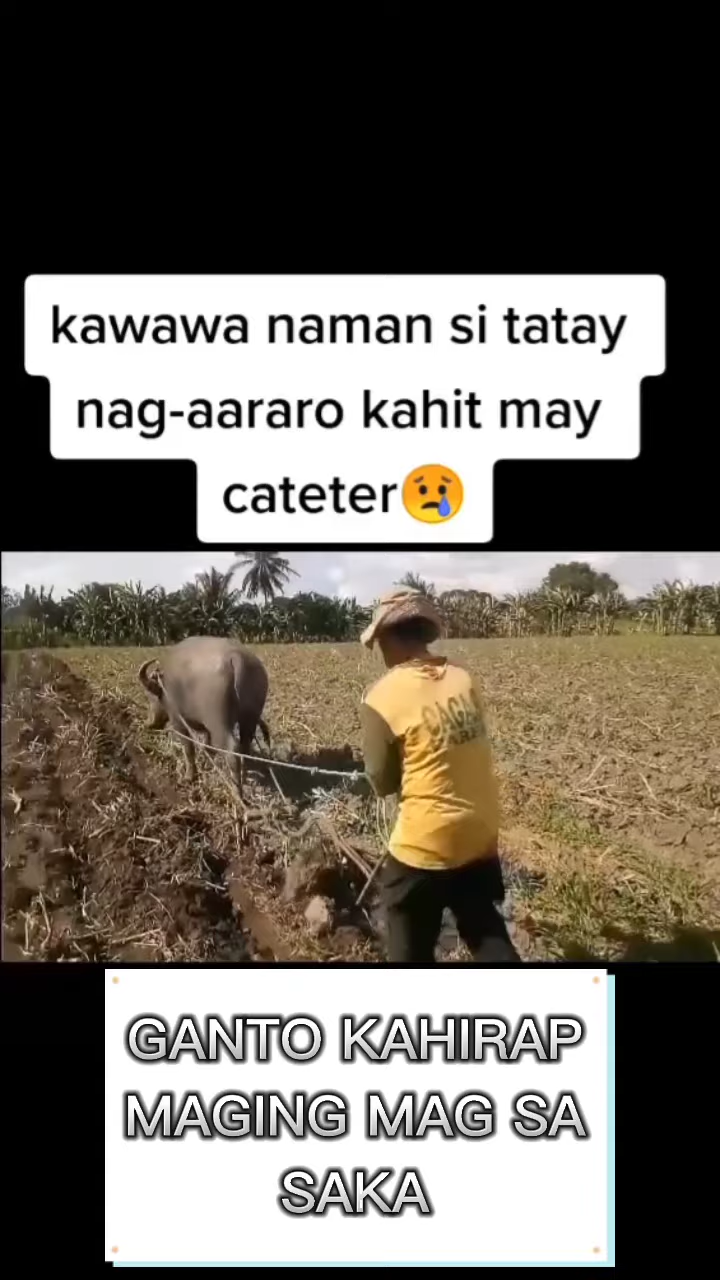 kawawa naman si tatay
nag-aararo kahit may
cateter😢
GANTO KAHIRAP
MAGING MAG SA
SAKA